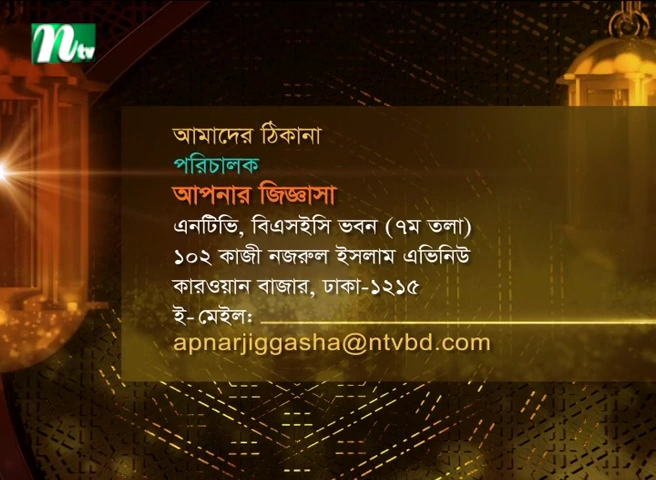 ntv
আমাদের ঠিকানা
পরিচালক
আপনার জিজ্ঞাসা
এনটিভি, বিএসইসি ভবন (৭ম তলা)
১০২ কাজী নজরুল ইসলাম এভিনিউ
কারওয়ান বাজার, ঢাকা-১২১৫
ই-মেইল:
apnarjiggasha@ntvbd.com